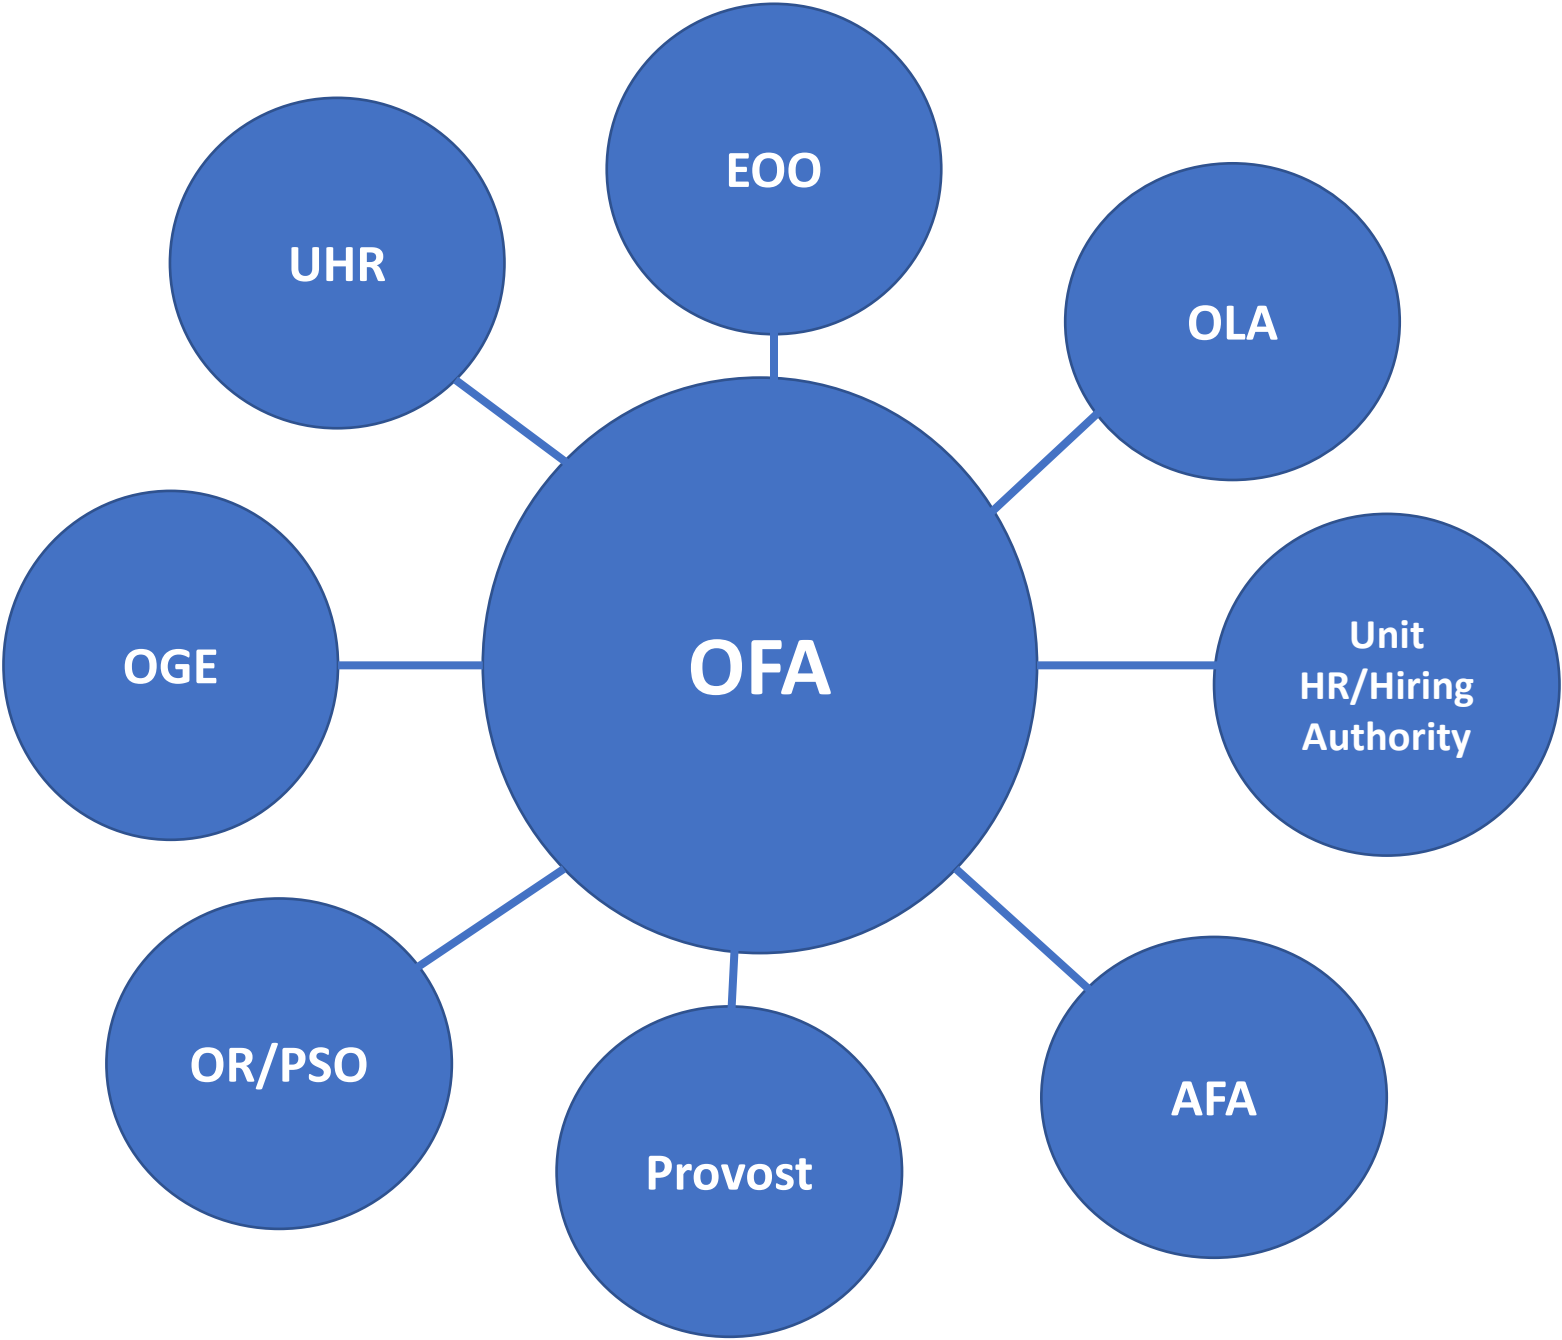 EOO
UHR
OLA
Unit
HR/Hiring
Authority
OGE
OFA
OR/PSO
AFA
Provost